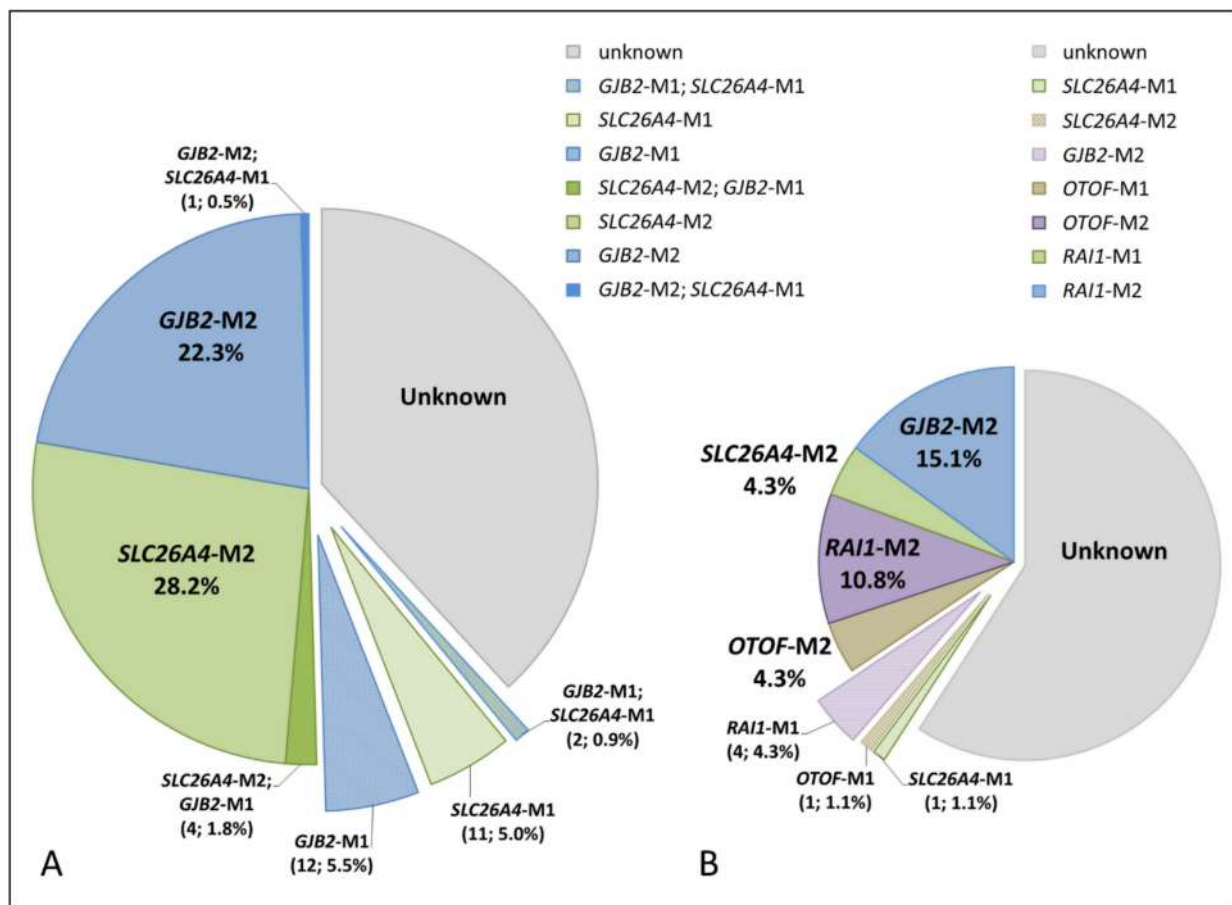 unknown
GJB2-M1; SLC26A4-M1
SLC26A4-M1
GJB2-M1
SLC26A4-M2; GJB2-M1
SLC26A4-M2
GJB2-M2
GJB2-M2; SLC26A4-M1
unknown
SLC26A4-M1
SLC26A4-M2
GJB2-M2
OTOF-M1
OTOF-M2
RAI1-M1
RAI1-M2
GJB2-M2;
SLC26A4-M1
(1; 0.5%)
GJB2-M2
22.3%
Unknown
SLC26A4-M2
28.2%
SLC26A4-M2;
GJB2-M1
(4; 1.8%)
GJB2-M1
(12; 5.5%)
SLC26A4-M1
(11; 5.0%)
GJB2-M1;
SLC26A4-M1
(2; 0.9%)
A
GJB2-M2
15.1%
SLC26A4-M2
4.3%
RAI1-M2
10.8%
Unknown
OTOF-M2
4.3%
RAI1-M1
(4; 4.3%)
OTOF-M1
(1; 1.1%)
SLC26A4-M1
(1; 1.1%)
B